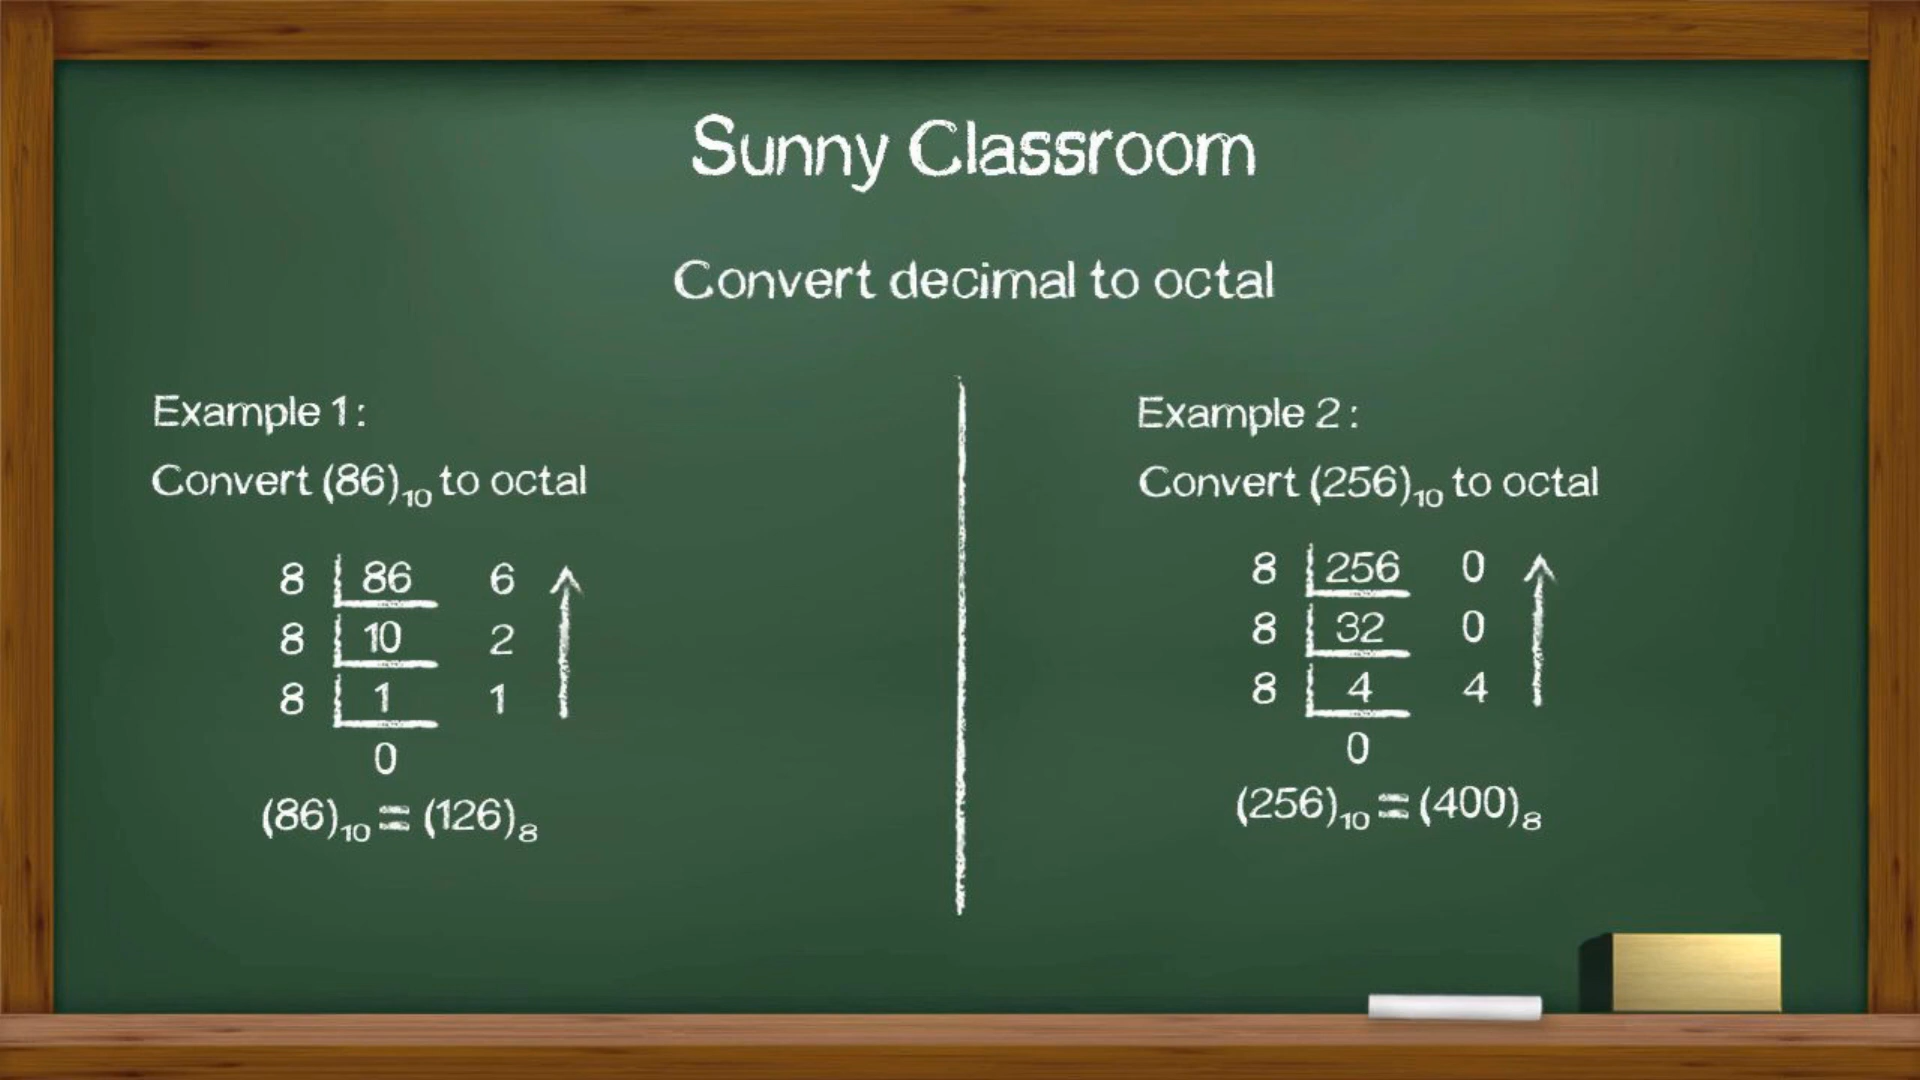 Sunny Classroom
Convert decimal to octal
Example 1:
Convert (86)₁₀ to octal
8 86 6
8 10 2
8 1 1
0
(86)₁₀ = (126)₈
Example 2:
Convert (256)₁₀ to octal
8 256 0
8 32 0
8 4 4
0
(256)₁₀ = (400)₈